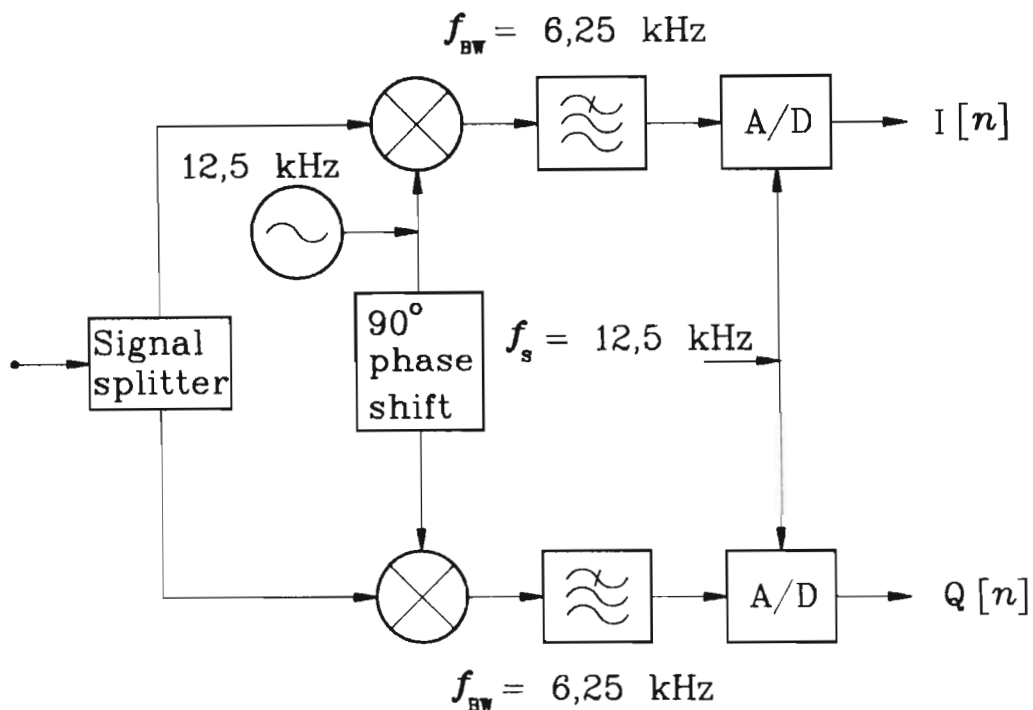 f_BW = 6,25 kHz
A/D
I[n]
12,5 kHz
Signal
splitter
90°
phase
shift
f_s = 12,5 kHz
A/D
Q[n]
f_BW = 6,25 kHz